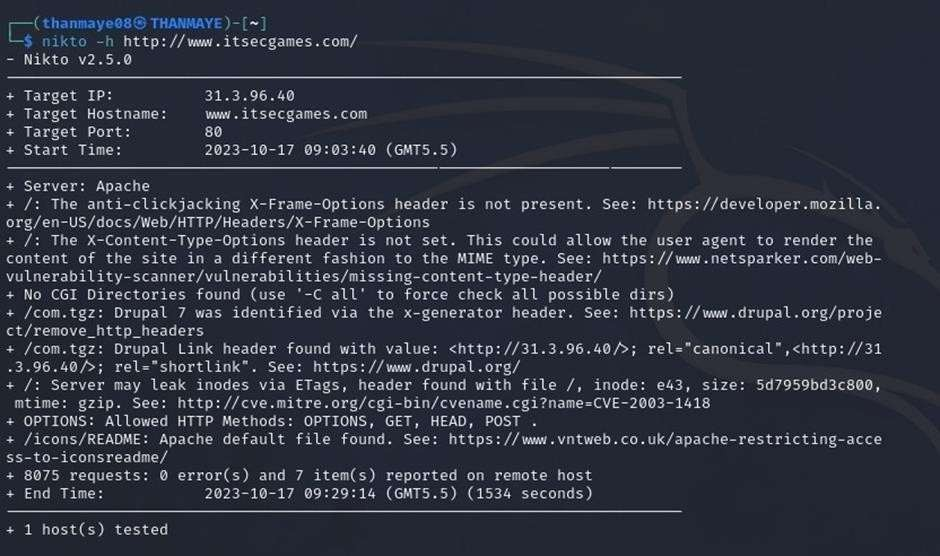 ┌──(thanmaye08㉿THANMAYE)-[~]
└─$ nikto -h http://www.itsecgames.com/
- Nikto v2.5.0
+ Target IP: 31.3.96.40
+ Target Hostname: www.itsecgames.com
+ Target Port: 80
+ Start Time: 2023-10-17 09:03:40 (GMT5.5)
+ Server: Apache
+ /: The anti-clickjacking X-Frame-Options header is not present. See: https://developer.mozilla.
org/en-US/docs/Web/HTTP/Headers/X-Frame-Options
+ /: The X-Content-Type-Options header is not set. This could allow the user agent to render the
content of the site in a different fashion to the MIME type. See: https://www.netsparker.com/web-
vulnerability-scanner/vulnerabilities/missing-content-type-header/
+ No CGI Directories found (use '-C all' to force check all possible dirs)
+ /com.tgz: Drupal 7 was identified via the x-generator header. See: https://www.drupal.org/proje
ct/remove_http_headers
+ /com.tgz: Drupal Link header found with value: <http://31.3.96.40/>; rel="canonical",<http://31
.3.96.40/>; rel="shortlink". See: https://www.drupal.org/
+ /: Server may leak inodes via ETags, header found with file /, inode: e43, size: 5d7959bd3c800,
mtime: gzip. See: http://cve.mitre.org/cgi-bin/cvename.cgi?name=CVE-2003-1418
+ OPTIONS: Allowed HTTP Methods: OPTIONS, GET, HEAD, POST .
+ /icons/README: Apache default file found. See: https://www.vntweb.co.uk/apache-restricting-acce
ss-to-iconsreadme/
+ 8075 requests: 0 error(s) and 7 item(s) reported on remote host
+ End Time: 2023-10-17 09:29:14 (GMT5.5) (1534 seconds)
+ 1 host(s) tested